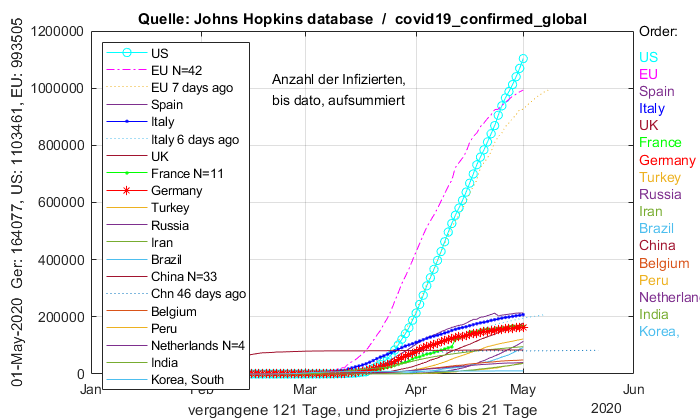 Quelle: Johns Hopkins database / covid19_confirmed_global
01-May-2020 Ger: 164077, US: 1103461, EU: 993505
1200000
1000000
800000
600000
400000
200000
0
US
EU N=42
EU 7 days ago
Spain
Italy
Italy 6 days ago
UK
France N=11
Germany
Turkey
Russia
Iran
Brazil
China N=33
Chn 46 days ago
Belgium
Peru
Netherlands N=4
India
Korea, South
Anzahl der Infizierten,
bis dato, aufsummiert
Order:
US
EU
Spain
Italy
UK
France
Germany
Turkey
Russia
Iran
Brazil
China
Belgium
Peru
Netherlan
India
Korea,
Jan Feb Mar Apr May Jun
vergangene 121 Tage, und projizierte 6 bis 21 Tage 2020